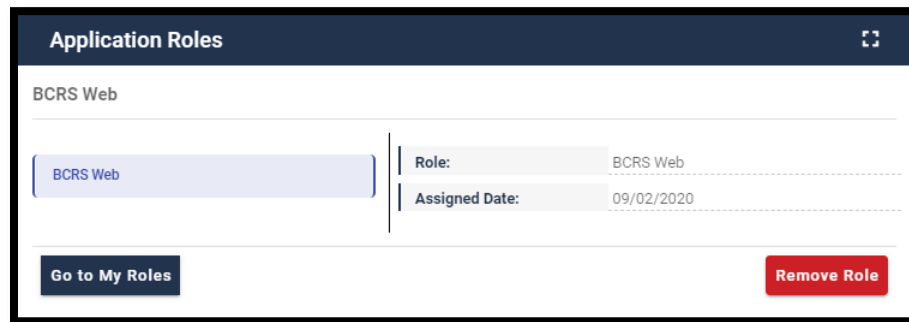 Application Roles
BCRS Web
BCRS Web
Role: BCRS Web
Assigned Date: 09/02/2020
Go to My Roles
Remove Role